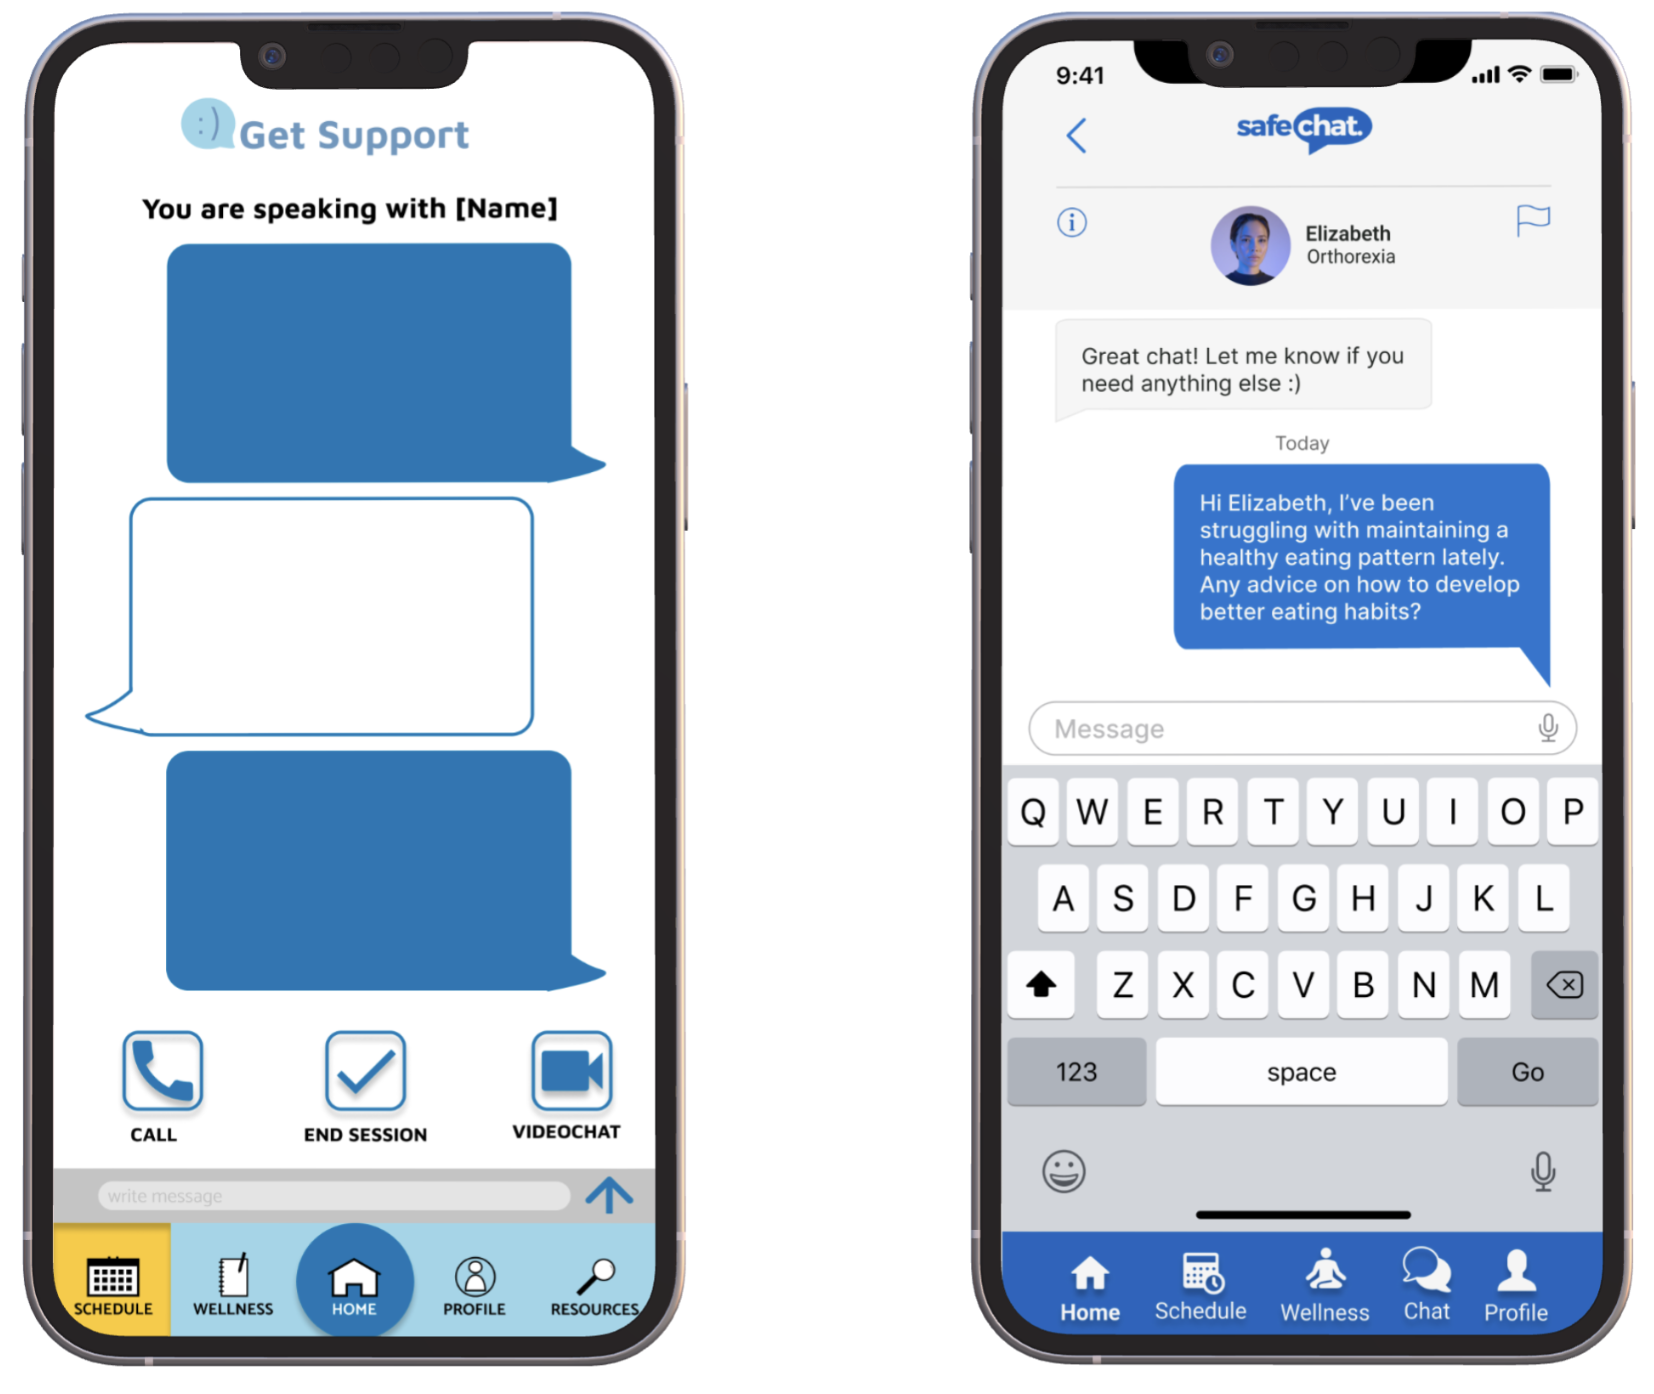 :) Get Support
You are speaking with [Name]
CALL
END SESSION
VIDEOCHAT
write message
SCHEDULE
WELLNESS
HOME
PROFILE
RESOURCES
9:41
safe chat.
Elizabeth
Orthorexia
Great chat! Let me know if you
need anything else :)
Today
Hi Elizabeth, I've been
struggling with maintaining a
healthy eating pattern lately.
Any advice on how to develop
better eating habits?
Message
Q W E R T Y U I O P
A S D F G H J K L
Z X C V B N M
123 space Go
Home Schedule Wellness Chat Profile